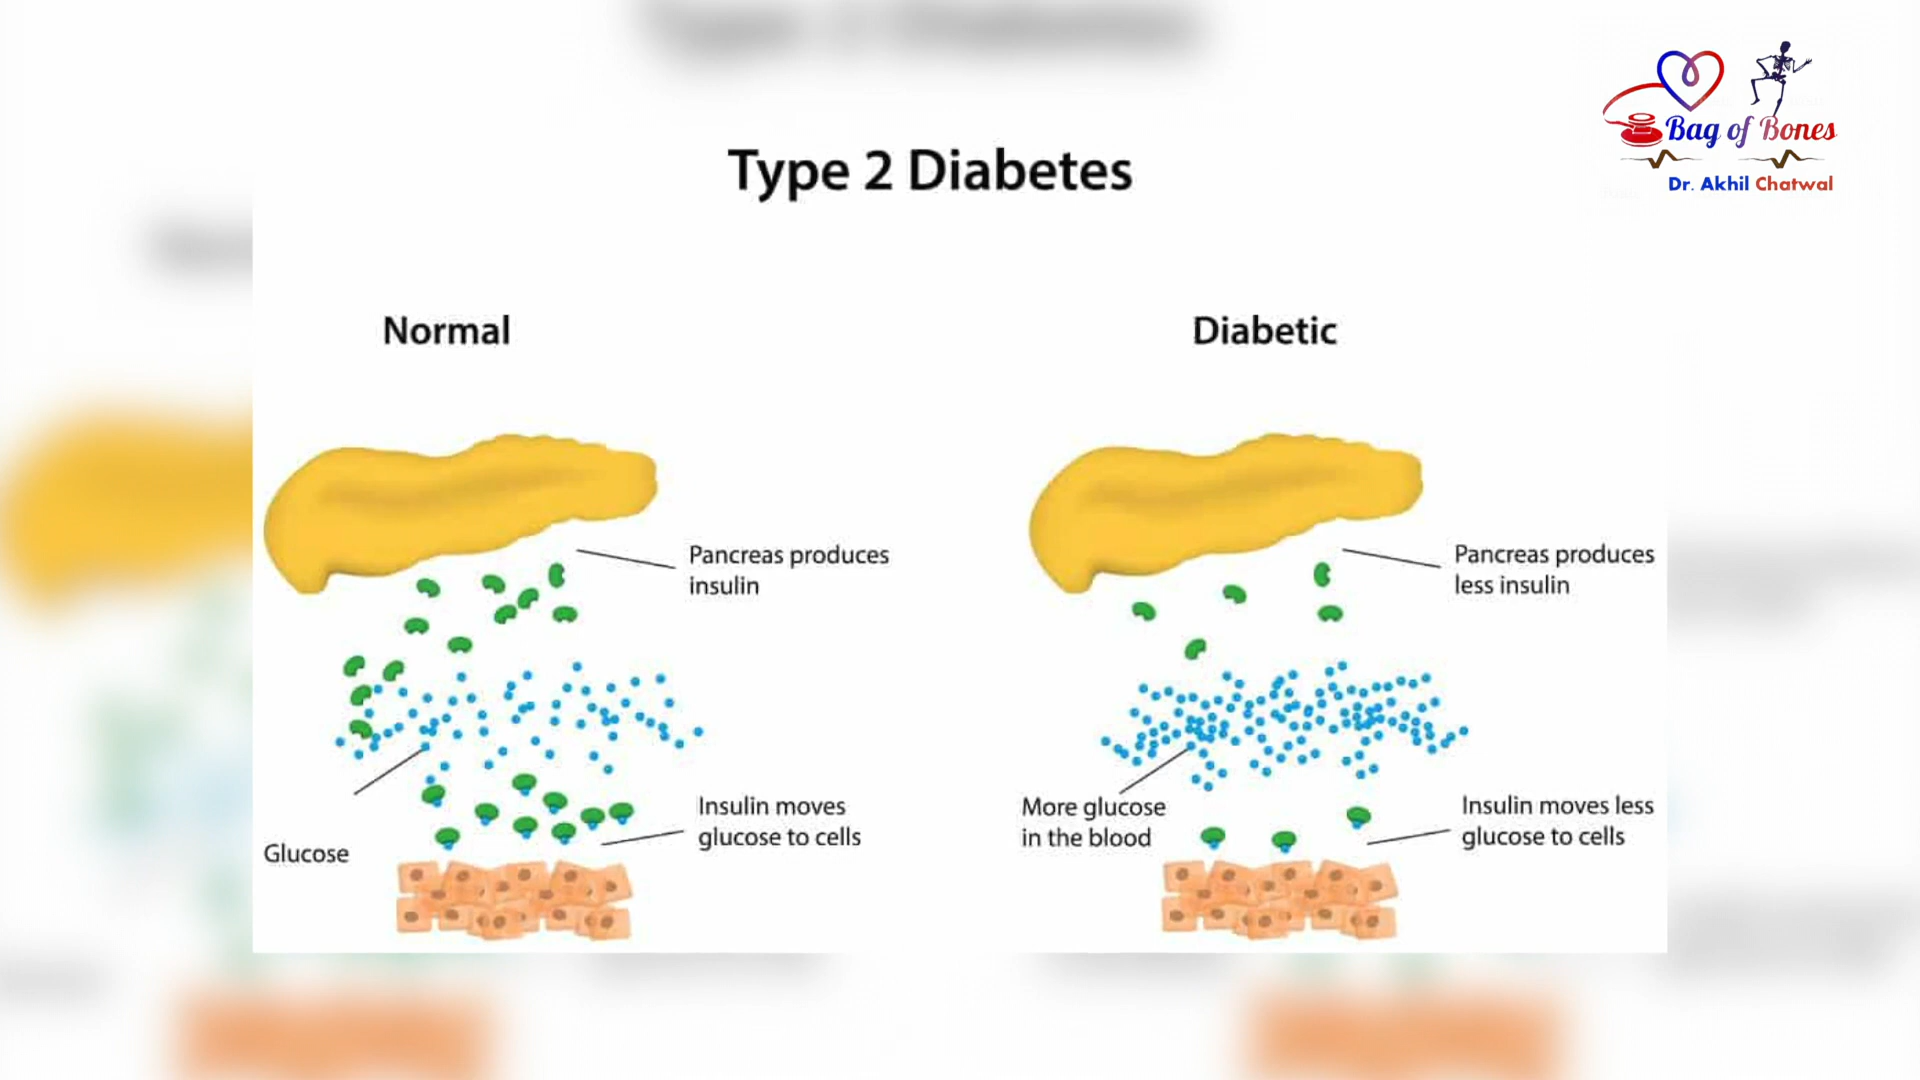 Type 2 Diabetes
Bag of Bones
Dr. Akhil Chatwal
Normal
Diabetic
Pancreas produces
insulin
Pancreas produces
less insulin
Glucose
Insulin moves
glucose to cells
More glucose
in the blood
Insulin moves less
glucose to cells